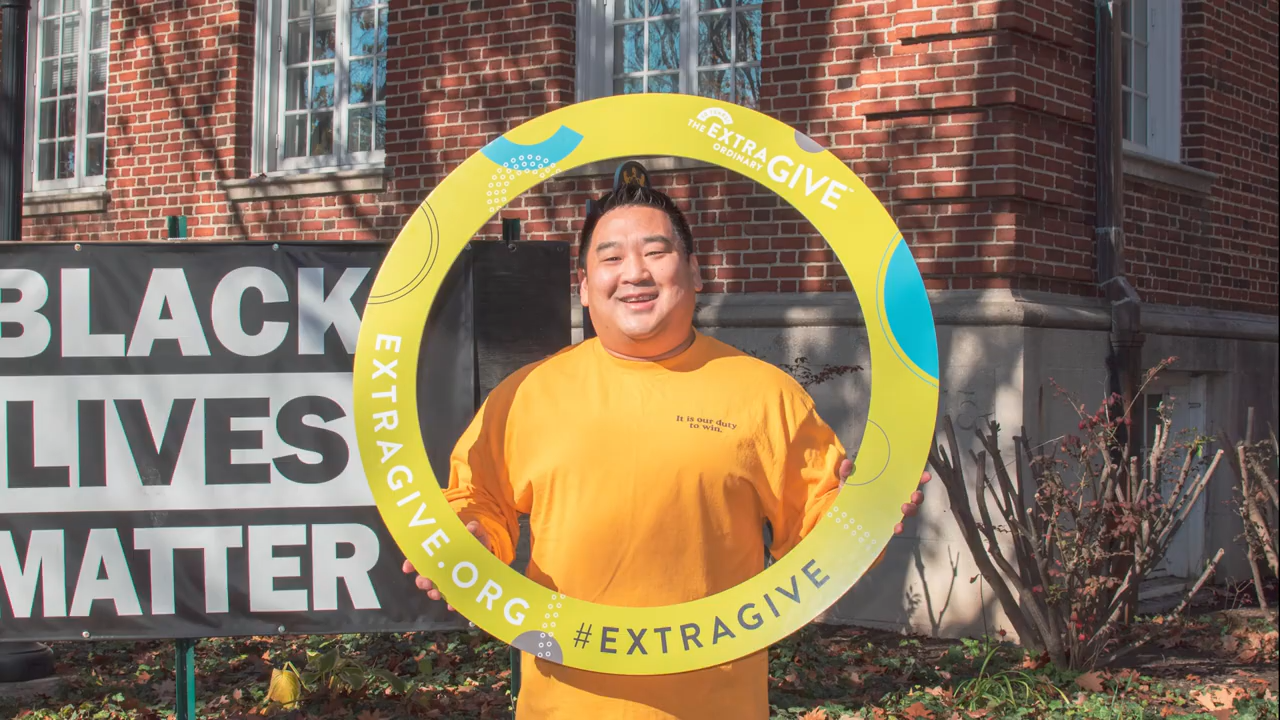 BLACK
LIVES
MATTER
THE EXTRA
ORDINARY
GIVE
EXTRAGIVE.ORG
#EXTRAGIVE
It is our duty
to win.